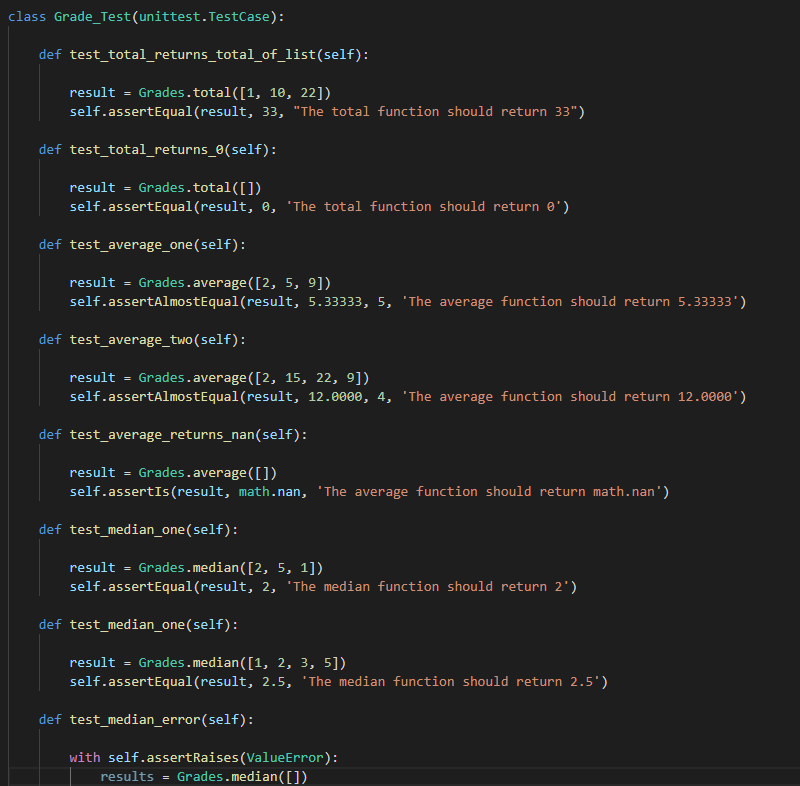 class Grade_Test(unittest.TestCase):
def test_total_returns_total_of_list(self):
result = Grades.total([1, 10, 22])
self.assertEqual(result, 33, "The total function should return 33")
def test_total_returns_0(self):
result = Grades.total([])
self.assertEqual(result, 0, 'The total function should return 0')
def test_average_one(self):
result = Grades.average([2, 5, 9])
self.assertAlmostEqual(result, 5.33333, 5, 'The average function should return 5.33333')
def test_average_two(self):
result = Grades.average([2, 15, 22, 9])
self.assertAlmostEqual(result, 12.0000, 4, 'The average function should return 12.0000')
def test_average_returns_nan(self):
result = Grades.average([])
self.assertIs(result, math.nan, 'The average function should return math.nan')
def test_median_one(self):
result = Grades.median([2, 5, 1])
self.assertEqual(result, 2, 'The median function should return 2')
def test_median_one(self):
result = Grades.median([1, 2, 3, 5])
self.assertEqual(result, 2.5, 'The median function should return 2.5')
def test_median_error(self):
with self.assertRaises(ValueError):
results = Grades.median([])